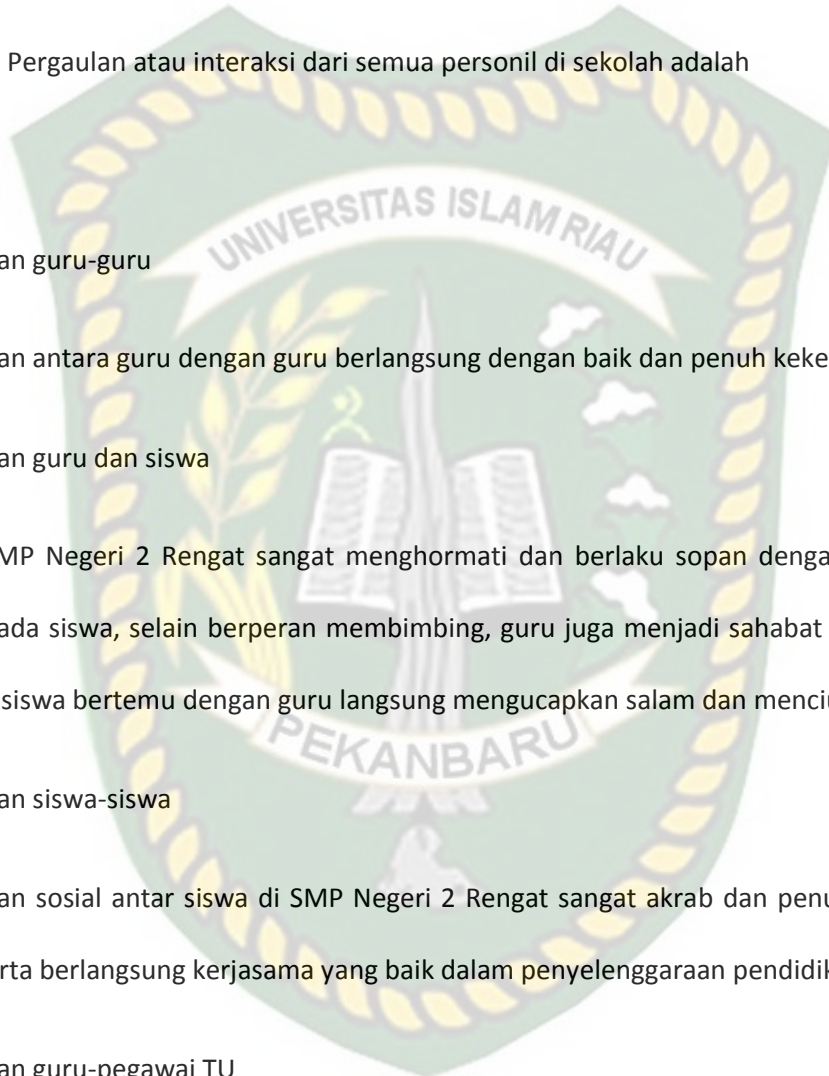 Pergaulan atau interaksi dari semua personil di sekolah adalah
UNIVERSITAS ISLAM RIAU
an guru-guru
an antara guru dengan guru berlangsung dengan baik dan penuh keke
an guru dan siswa
MP Negeri 2 Rengat sangat menghormati dan berlaku sopan denga
ada siswa, selain berperan membimbing, guru juga menjadi sahabat
siswa bertemu dengan guru langsung mengucapkan salam dan menciu
PEKANBARU
an siswa-siswa
an sosial antar siswa di SMP Negeri 2 Rengat sangat akrab dan penu
rta berlangsung kerjasama yang baik dalam penyelenggaraan pendidik
an guru-pegawai TU